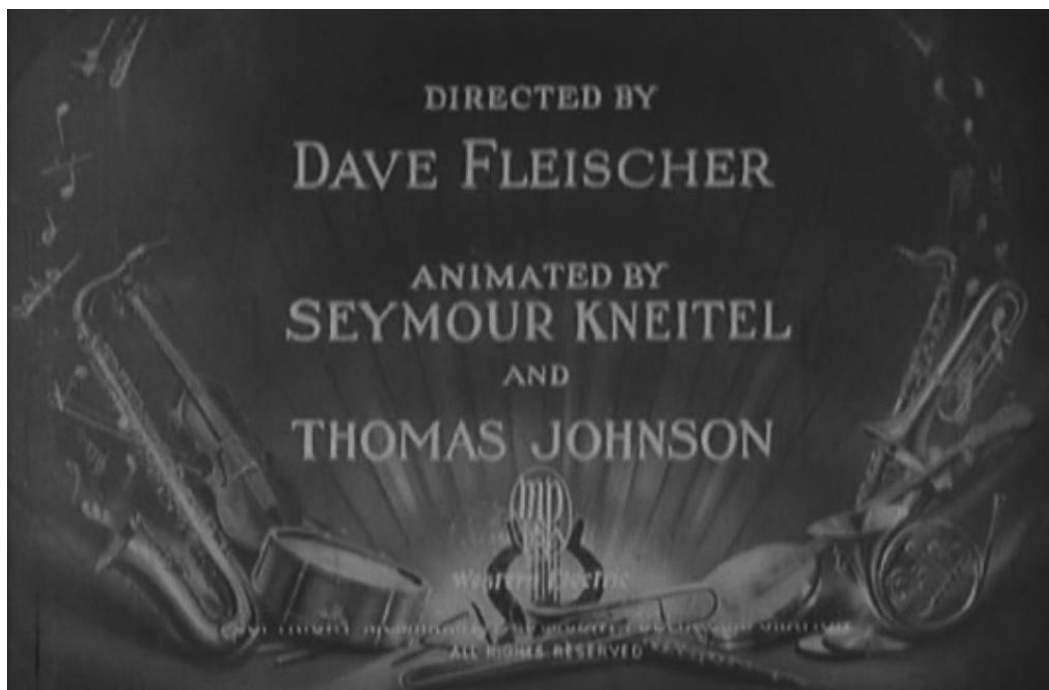 DIRECTED BY
DAVE FLEISCHER
ANIMATED BY
SEYMOUR KNEITEL
AND
THOMAS JOHNSON
Western Electric
ALL RIGHTS RESERVED